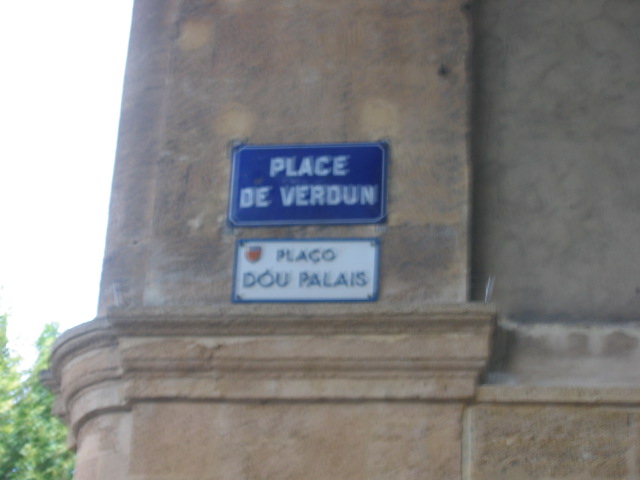 PLACE
DE VERDUN
PLAÇO
DÓU PALAIS